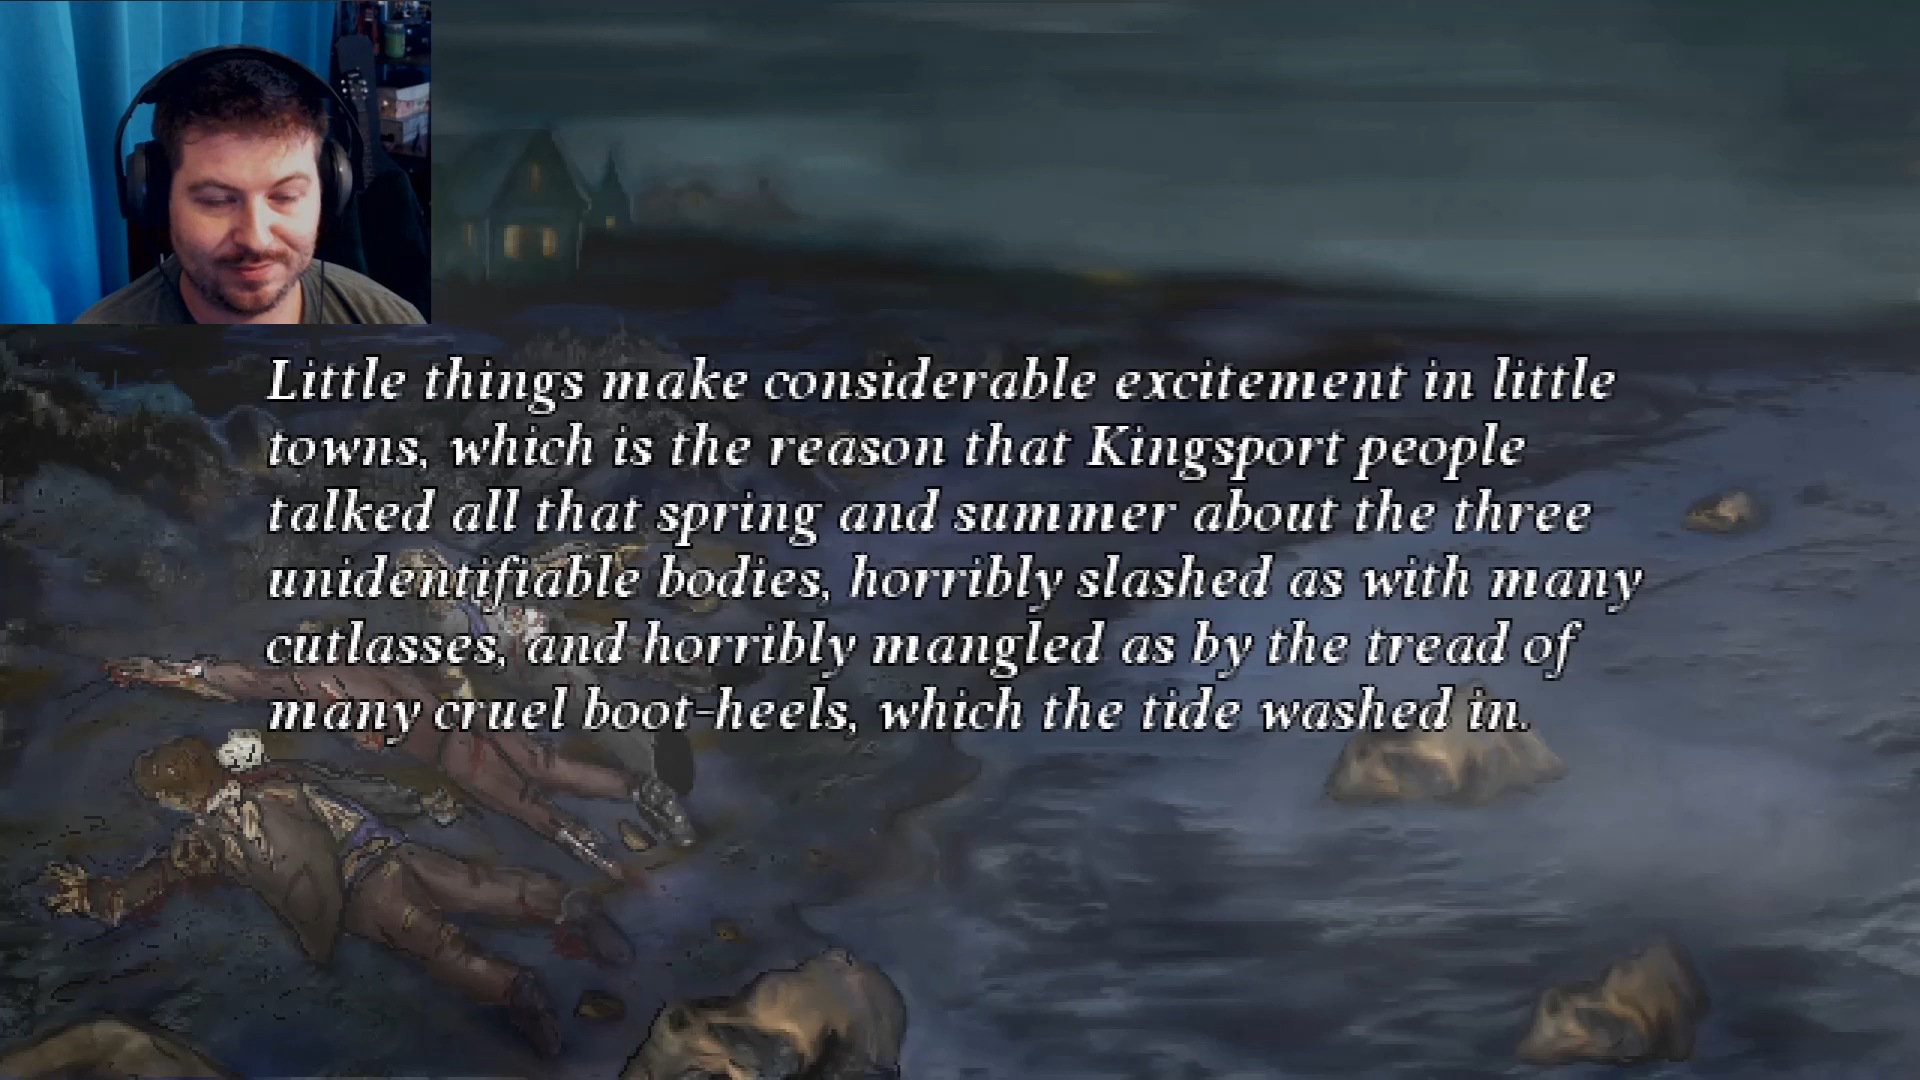 Little things make considerable excitement in little
towns, which is the reason that Kingsport people
talked all that spring and summer about the three
unidentifiable bodies, horribly slashed as with many
cutlasses, and horribly mangled as by the tread of
many cruel boot-heels, which the tide washed in.